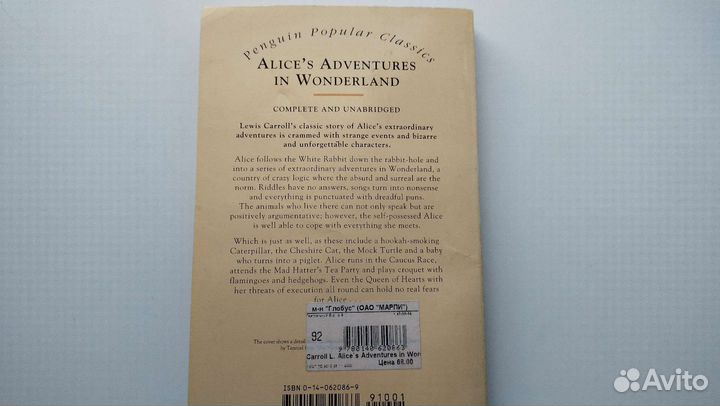 Penguin Popular Classics
ALICE'S ADVENTURES
IN WONDERLAND
COMPLETE AND UNABRIDGED
Lewis Carroll's classic story of Alice's extraordinary
adventures is crammed with strange events and bizarre
and unforgettable characters.
Alice follows the White Rabbit down the rabbit-hole and
into a series of extraordinary adventures in Wonderland, a
country of crazy logic where the absurd and surreal are the
norm. Riddles have no answers, songs turn into nonsense
and everything is punctuated with dreadful puns.
The animals who live there can not only speak but are
positively argumentative; however, the self-possessed Alice
is well able to cope with everything she meets.
Which is just as well, as these include a hookah-smoking
Caterpillar, the Cheshire Cat, the Mock Turtle and a baby
who turns into a piglet. Alice runs in the Caucus Race,
attends the Mad Hatter's Tea Party and plays croquet with
flamingoes and hedgehogs. Even the Queen of Hearts with
her threats of execution all round can hold no real fears
for Alice . . .
м-н "Глобус" (ОАО "МАРПИ")
92
The cover shows a detail
by Tenniel
9 780140 620863
Carroll L. Alice's Adventures in Won
Цена 68.00
ISBN 0-14-062086-9
91001
Avito